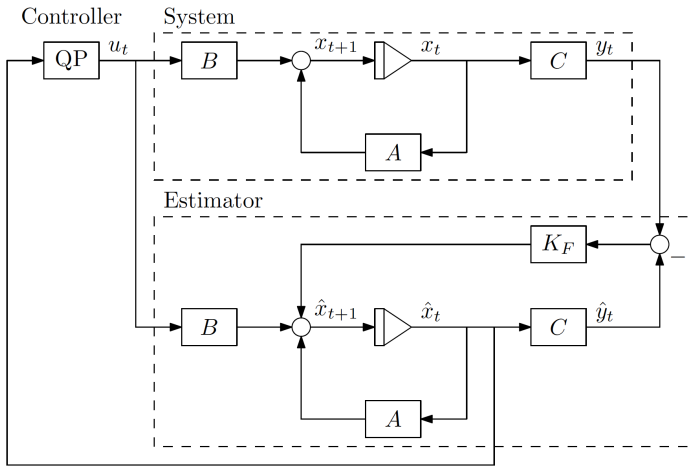 Controller
System
QP
u_t
B
x_{t+1}
x_t
C
y_t
A
Estimator
K_F
−
B
x̂_{t+1}
x̂_t
C
ŷ_t
A